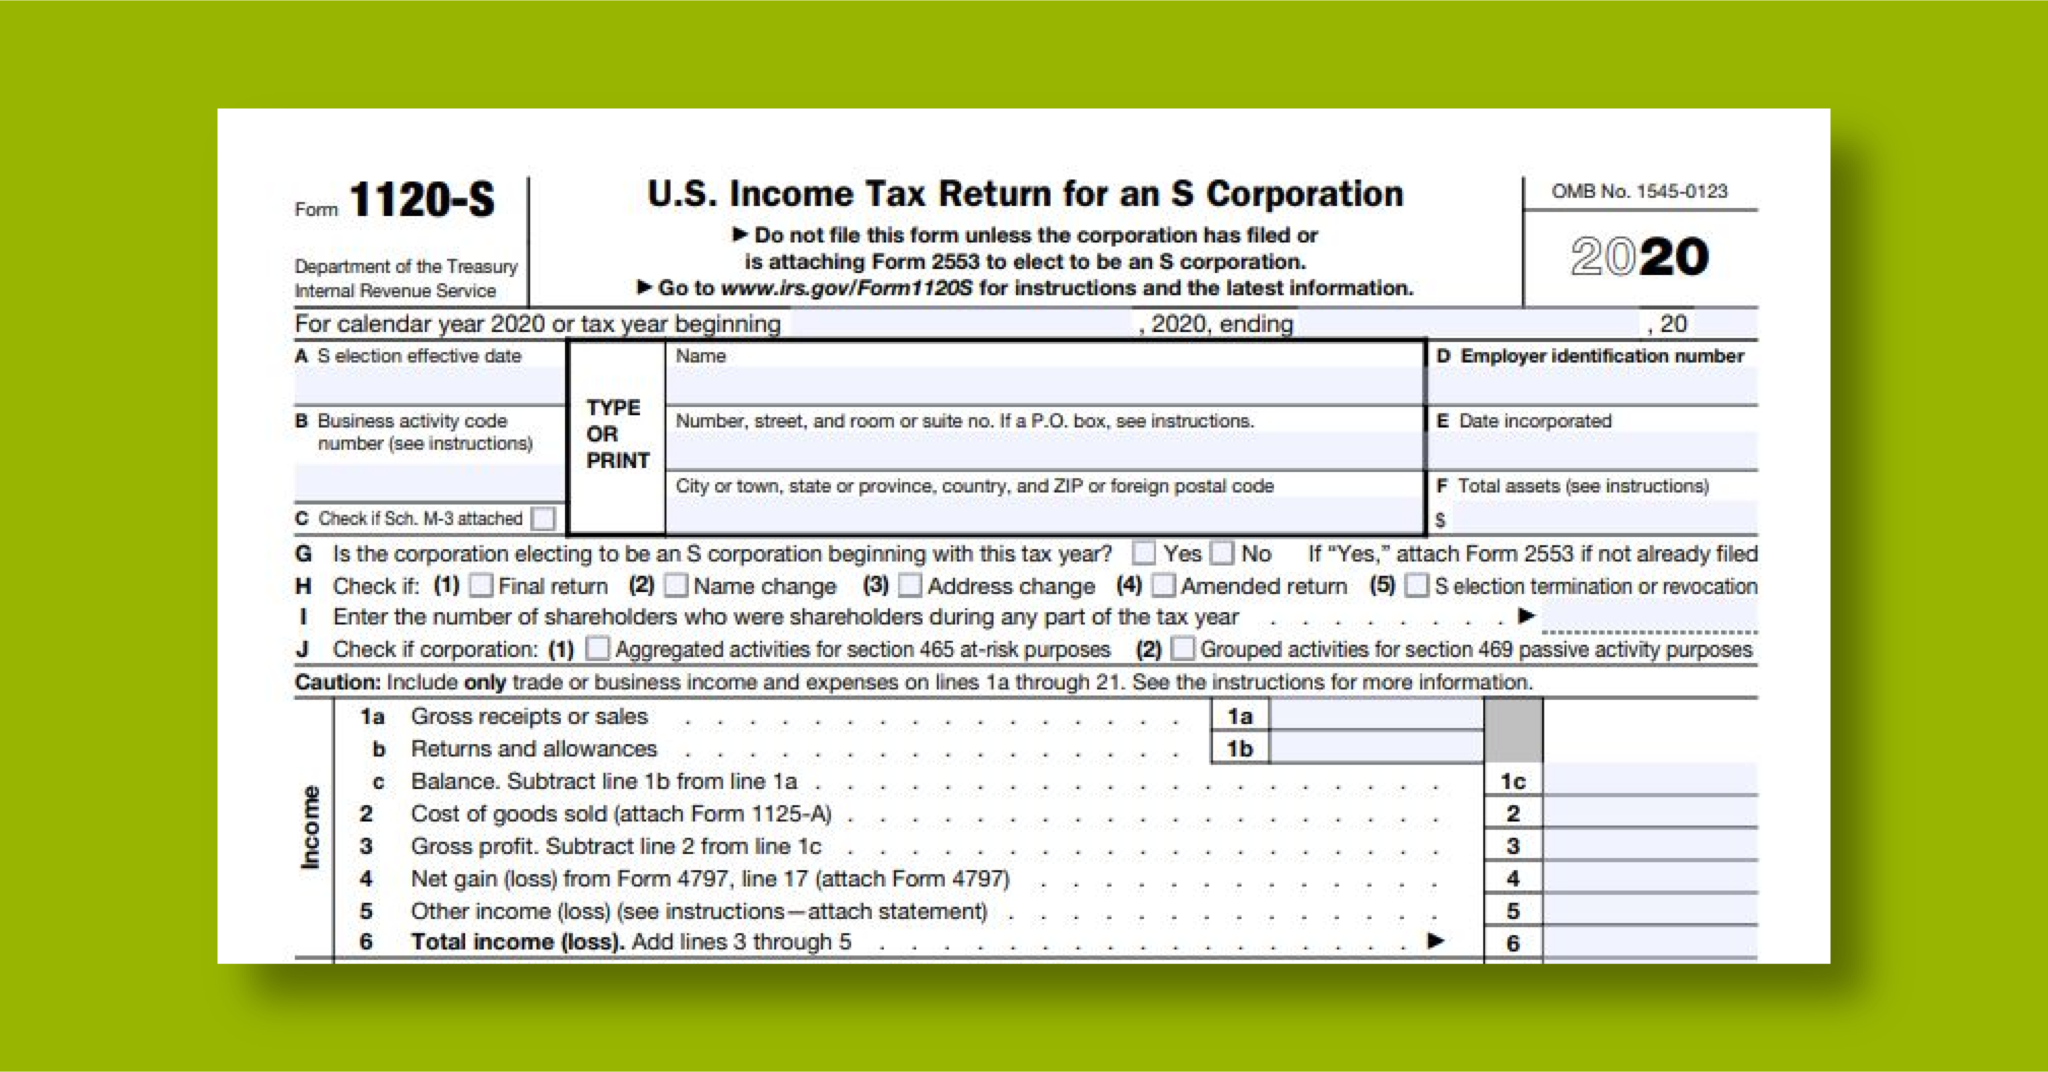 Form 1120-S
Department of the Treasury
Internal Revenue Service
U.S. Income Tax Return for an S Corporation
▶ Do not file this form unless the corporation has filed or
is attaching Form 2553 to elect to be an S corporation.
▶ Go to www.irs.gov/Form1120S for instructions and the latest information.
OMB No. 1545-0123
2020
For calendar year 2020 or tax year beginning , 2020, ending , 20
A S election effective date
B Business activity code
number (see instructions)
C Check if Sch. M-3 attached
TYPE
OR
PRINT
Name
Number, street, and room or suite no. If a P.O. box, see instructions.
City or town, state or province, country, and ZIP or foreign postal code
D Employer identification number
E Date incorporated
F Total assets (see instructions)
$
G Is the corporation electing to be an S corporation beginning with this tax year? Yes No If “Yes,” attach Form 2553 if not already filed
H Check if: (1) Final return (2) Name change (3) Address change (4) Amended return (5) S election termination or revocation
I Enter the number of shareholders who were shareholders during any part of the tax year . . . . . . . . ▶
J Check if corporation: (1) Aggregated activities for section 465 at-risk purposes (2) Grouped activities for section 469 passive activity purposes
Caution: Include only trade or business income and expenses on lines 1a through 21. See the instructions for more information.
Income
1a Gross receipts or sales . . . . . . . . . . . . . . . . 1a
b Returns and allowances . . . . . . . . . . . . . . . . 1b
c Balance. Subtract line 1b from line 1a . . . . . . . . . . . . . . . . . . . . 1c
2 Cost of goods sold (attach Form 1125-A) . . . . . . . . . . . . . . . . . . . 2
3 Gross profit. Subtract line 2 from line 1c . . . . . . . . . . . . . . . . . . . 3
4 Net gain (loss) from Form 4797, line 17 (attach Form 4797) . . . . . . . . . . . . . 4
5 Other income (loss) (see instructions—attach statement) . . . . . . . . . . . . . . 5
6 Total income (loss). Add lines 3 through 5 . . . . . . . . . . . . . . . . . ▶ 6